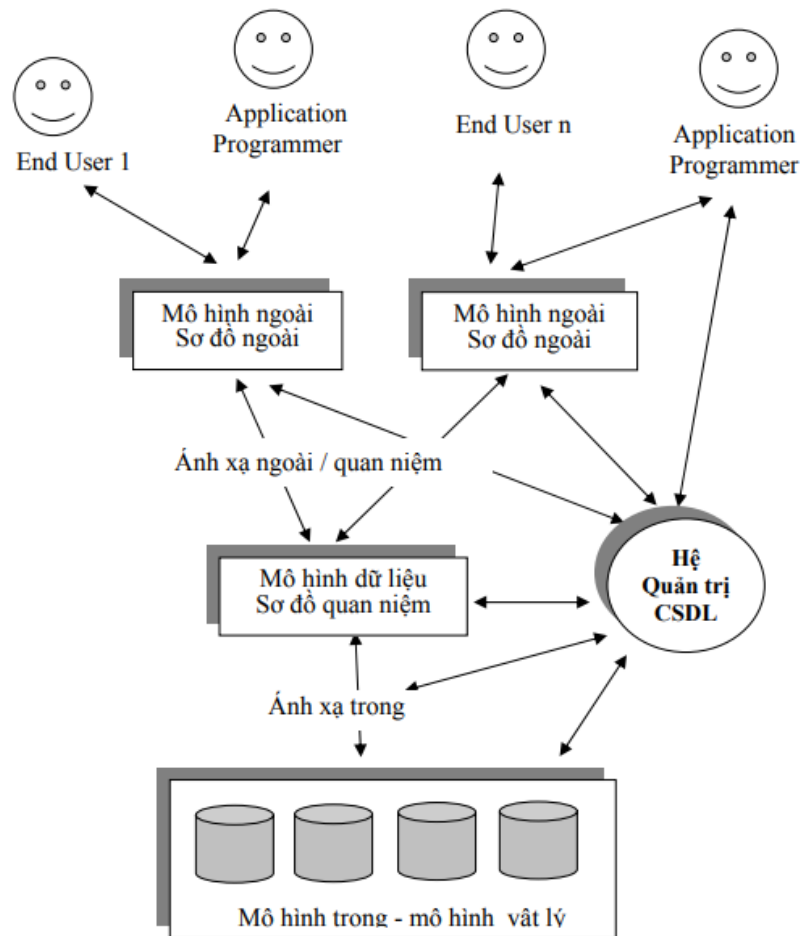 End User 1
Application
Programmer
End User n
Application
Programmer
Mô hình ngoài
Sơ đồ ngoài
Mô hình ngoài
Sơ đồ ngoài
Ánh xạ ngoài / quan niệm
Mô hình dữ liệu
Sơ đồ quan niệm
Hệ
Quản trị
CSDL
Ánh xạ trong
Mô hình trong - mô hình vật lý